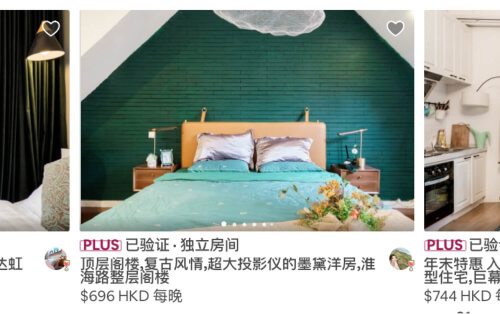 达虹
PLUS 已验证 · 独立房间
顶层阁楼,复古风情,超大投影仪的墨黛洋房,淮
海路整层阁楼
$696 HKD 每晚
PLUS 已验
年末特惠 入
型住宅,巨幕
$744 HKD 每